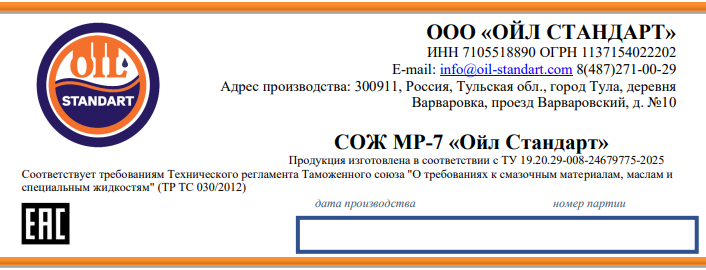 OIL
STANDART
ООО «ОЙЛ СТАНДАРТ»
ИНН 7105518890 ОГРН 1137154022202
E-mail: info@oil-standart.com 8(487)271-00-29
Адрес производства: 300911, Россия, Тульская обл., город Тула, деревня
Варваровка, проезд Варваровский, д. №10
СОЖ МР-7 «Ойл Стандарт»
Продукция изготовлена в соответствии с ТУ 19.20.29-008-24679775-2025
Соответствует требованиям Технического регламента Таможенного союза "О требованиях к смазочным материалам, маслам и
специальным жидкостям" (ТР ТС 030/2012)
EAC
дата производства номер партии